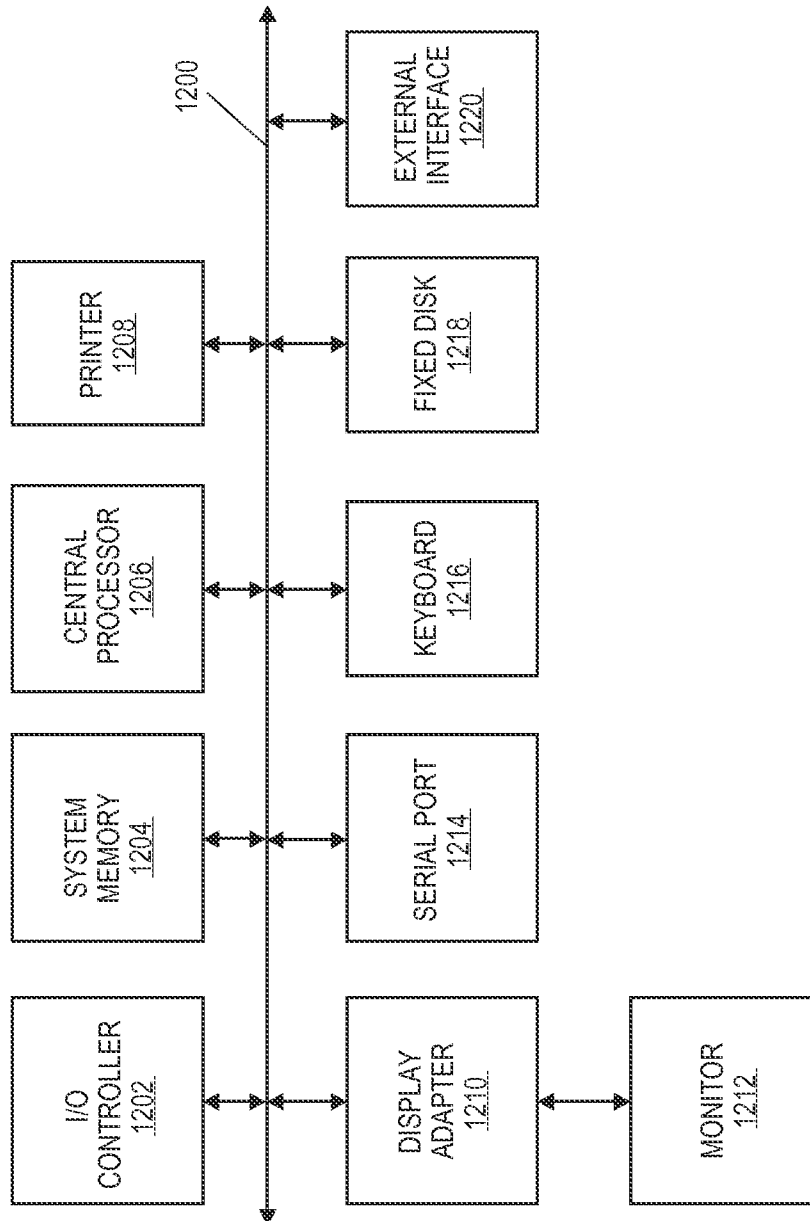 I/O
CONTROLLER
1202
SYSTEM
MEMORY
1204
CENTRAL
PROCESSOR
1206
PRINTER
1208
1200
DISPLAY
ADAPTER
1210
SERIAL PORT
1214
KEYBOARD
1216
FIXED DISK
1218
EXTERNAL
INTERFACE
1220
MONITOR
1212